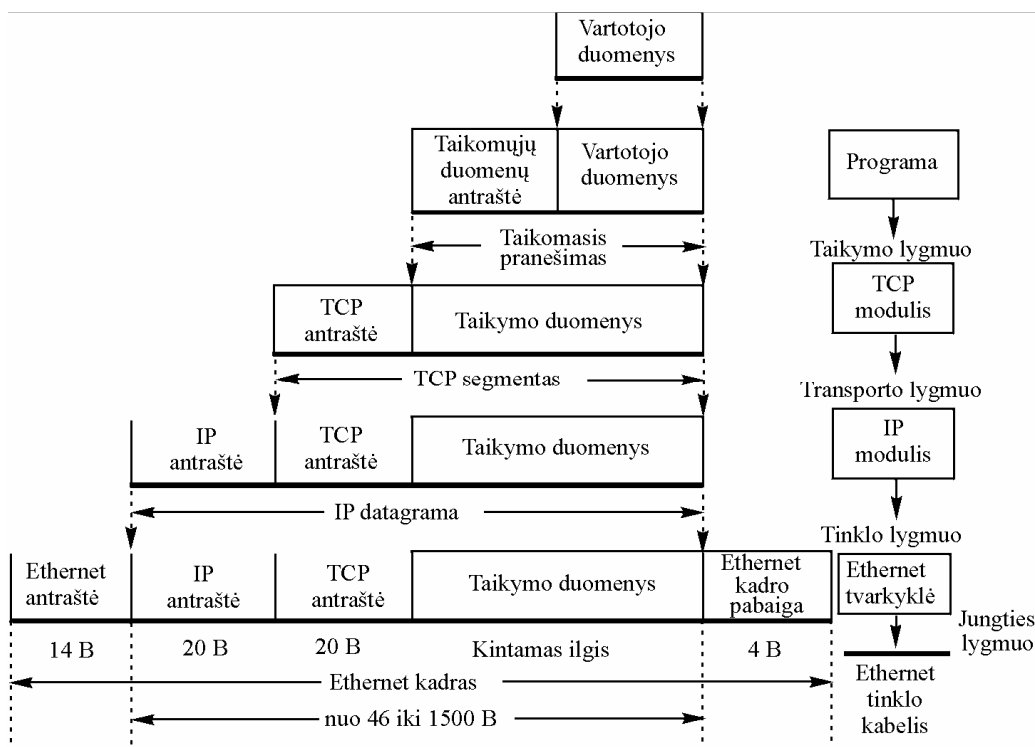 Vartotojo
duomenys
Taikomųjų
duomenų
antraštė
Vartotojo
duomenys
Programa
Taikomasis
pranešimas
Taikymo lygmuo
TCP
antraštė
Taikymo duomenys
TCP
modulis
TCP segmentas
Transporto lygmuo
IP
antraštė
TCP
antraštė
Taikymo duomenys
IP
modulis
IP datagrama
Tinklo lygmuo
Ethernet
antraštė
IP
antraštė
TCP
antraštė
Taikymo duomenys
Ethernet
kadro
pabaiga
Ethernet
tvarkyklė
Jungties
lygmuo
14 B
20 B
20 B
Kintamas ilgis
4 B
Ethernet kadras
Ethernet
tinklo
kabelis
nuo 46 iki 1500 B